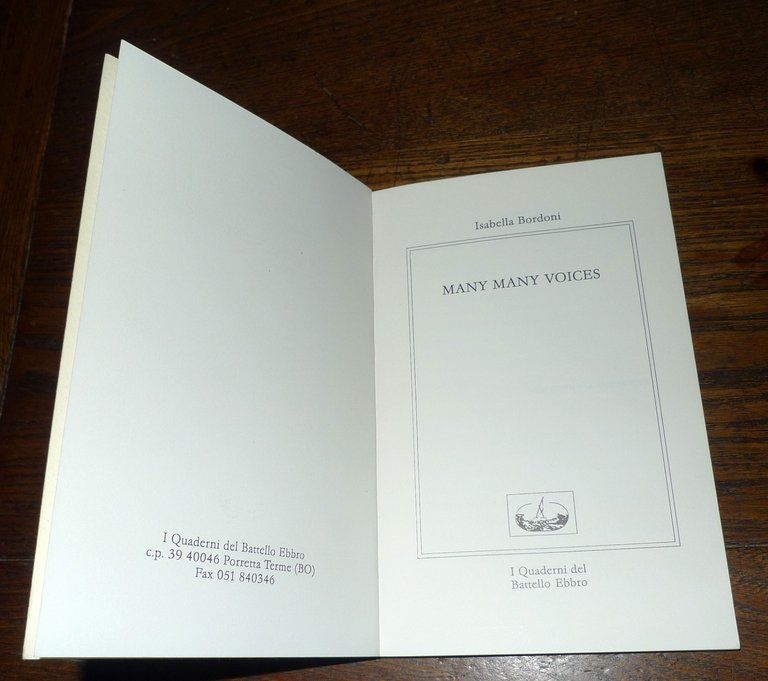 I Quaderni del Battello Ebbro
c.p. 39 40046 Porretta Terme (BO)
Fax 051 840346
Isabella Bordoni
MANY MANY VOICES
I Quaderni del
Battello Ebbro